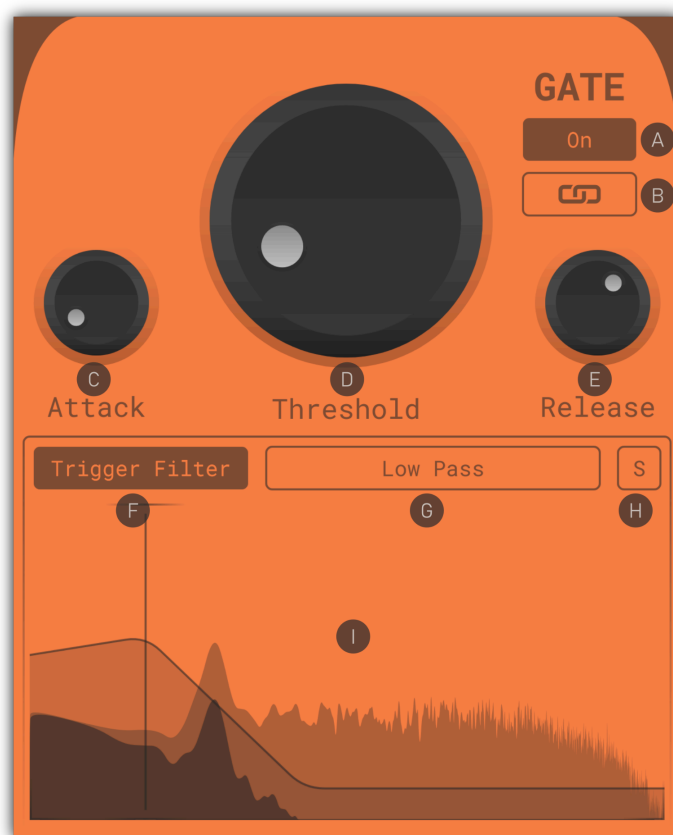 GATE
On
A
B
C
D
E
Attack
Threshold
Release
Trigger Filter
Low Pass
S
F
G
H
I